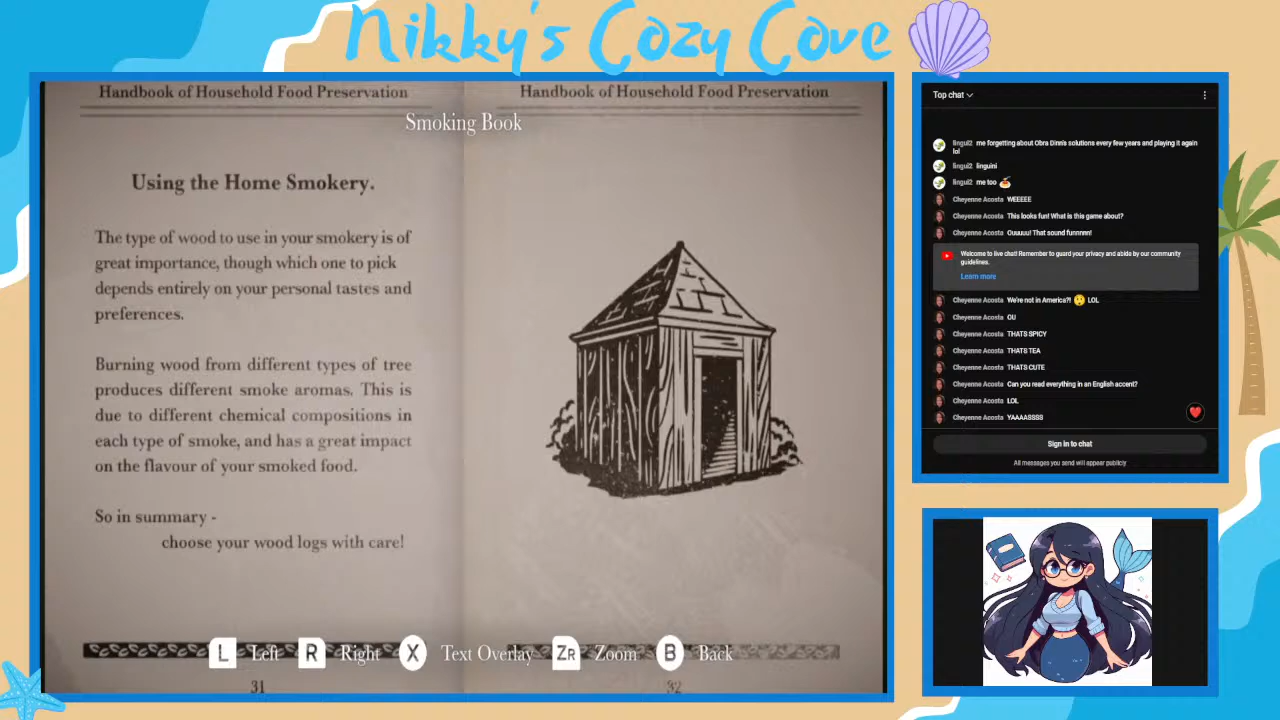 Nikky's Cozy Cove
Handbook of Household Food Preservation
Handbook of Household Food Preservation
Smoking Book
Using the Home Smokery.
The type of wood to use in your smokery is of
great importance, though which one to pick
depends entirely on your personal tastes and
preferences.
Burning wood from different types of tree
produces different smoke aromas. This is
due to different chemical compositions in
each type of smoke, and has a great impact
on the flavour of your smoked food.
So in summary -
choose your wood logs with care!
L Left R Right X Text Overlay ZR Zoom B Back
31
32
Top chat
lingui2 me forgetting about Obra Dinn's solutions every few years and playing it again
lol
lingui2 linguini
lingui2 me too 🍝
Cheyenne Acosta WEEEEE
Cheyenne Acosta This looks fun! What is this game about?
Cheyenne Acosta Ouuuuu! That sound funnnnn!
Welcome to live chat! Remember to guard your privacy and abide by our community
guidelines.
Learn more
Cheyenne Acosta We're not in America?! 😲 LOL
Cheyenne Acosta OU
Cheyenne Acosta THATS SPICY
Cheyenne Acosta THATS TEA
Cheyenne Acosta THATS CUTE
Cheyenne Acosta Can you read everything in an English accent?
Cheyenne Acosta LOL
Cheyenne Acosta YAAAASSSS
Sign in to chat
All messages you send will appear publicly